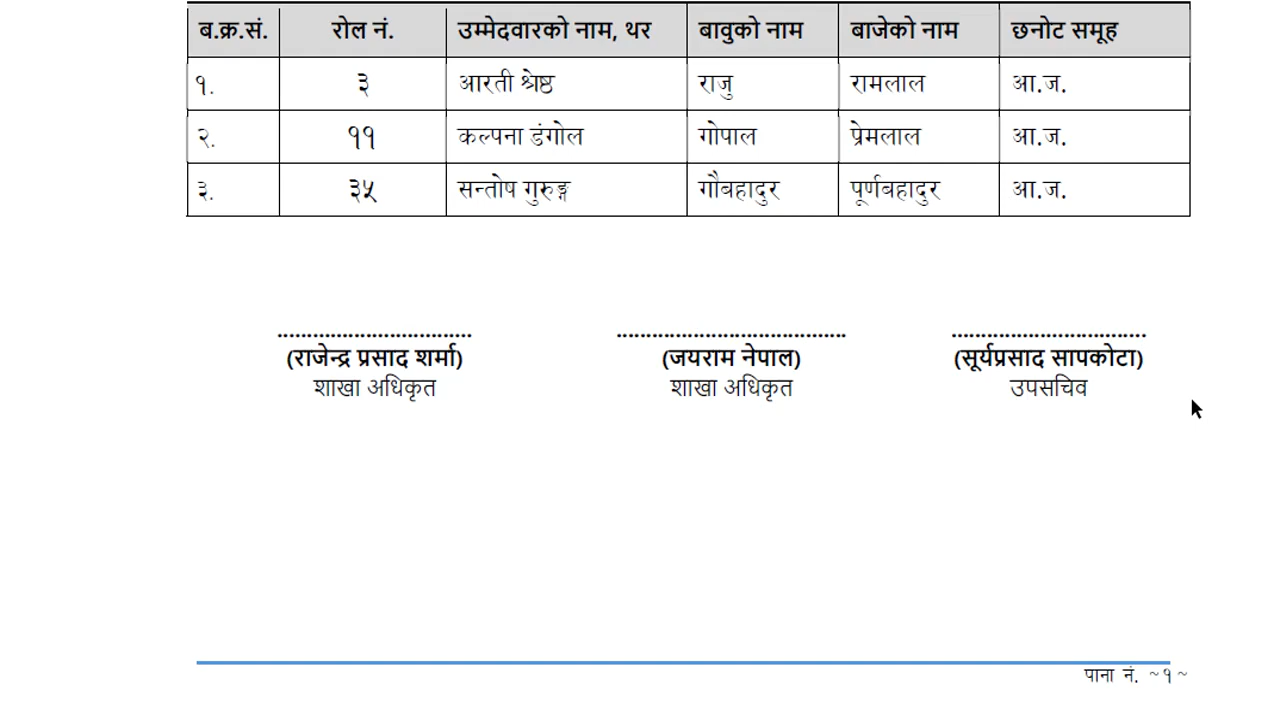 ब.क्र.सं. रोल नं. उम्मेदवारको नाम, थर बावुको नाम बाजेको नाम छनोट समूह
१. ३ आरती श्रेष्ठ राजु रामलाल आ.ज.
२. ११ कल्पना डंगोल गोपाल प्रेमलाल आ.ज.
३. ३५ सन्तोष गुरुङ्ग गौबहादुर पूर्णबहादुर आ.ज.
.................................. ....................................... ..................................
(राजेन्द्र प्रसाद शर्मा) (जयराम नेपाल) (सूर्यप्रसाद सापकोटा)
शाखा अधिकृत शाखा अधिकृत उपसचिव
पाना नं. ~१~